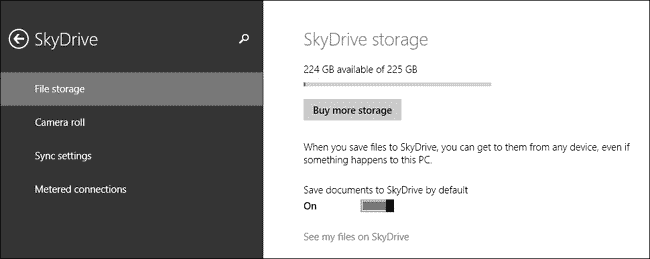 SkyDrive
File storage
Camera roll
Sync settings
Metered connections
SkyDrive storage
224 GB available of 225 GB
Buy more storage
When you save files to SkyDrive, you can get to them from any device, even if
something happens to this PC.
Save documents to SkyDrive by default
On
See my files on SkyDrive